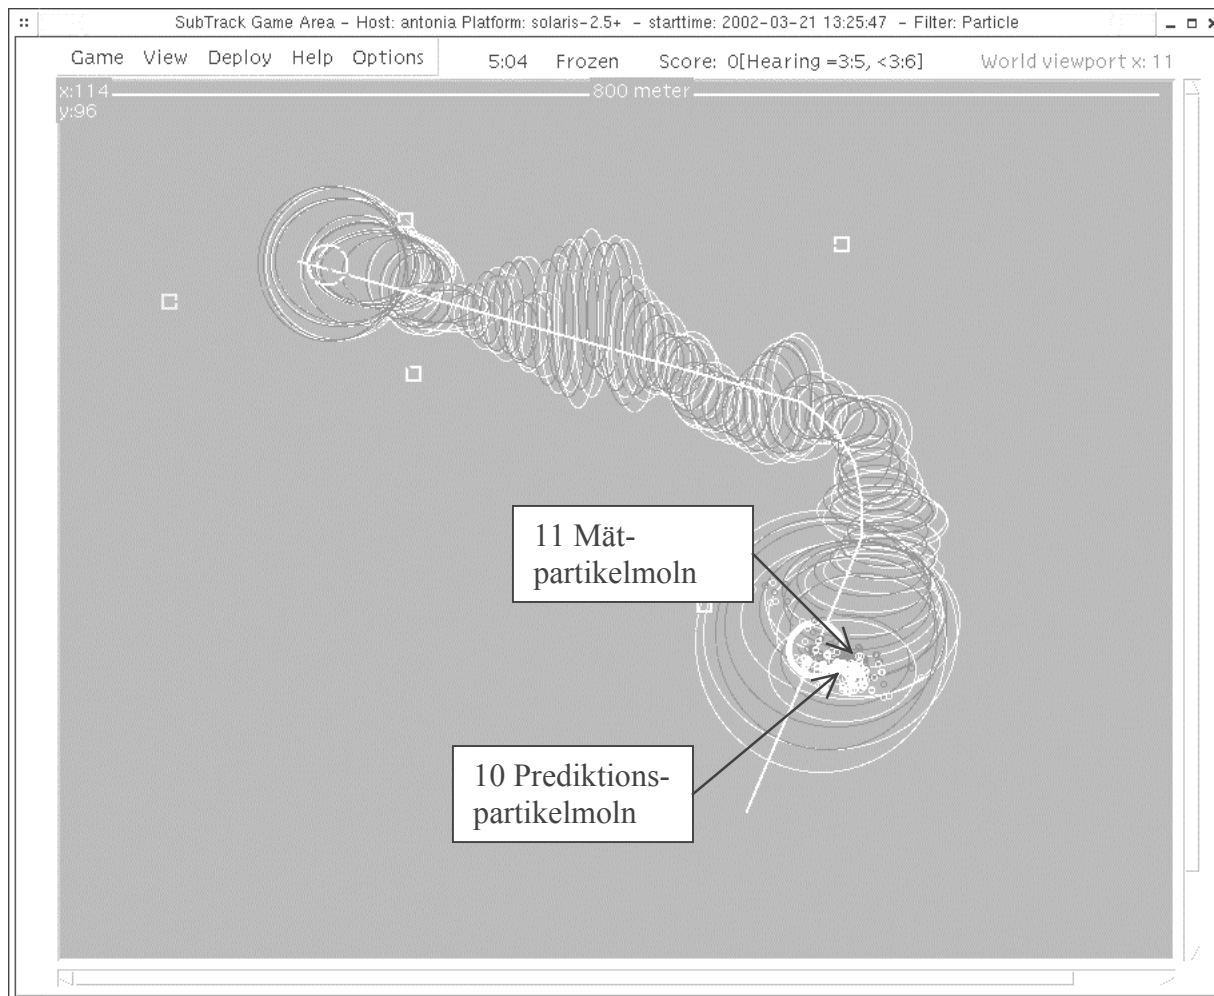 SubTrack Game Area – Host: antonia Platform: solaris-2.5+ – starttime: 2002-03-21 13:25:47 – Filter: Particle
Game View Deploy Help Options 5:04 Frozen Score: 0[Hearing =3:5, <3:6] World viewport x: 11
x:114 800 meter
y:96
11 Mät-
partikelmoln
10 Prediktions-
partikelmoln